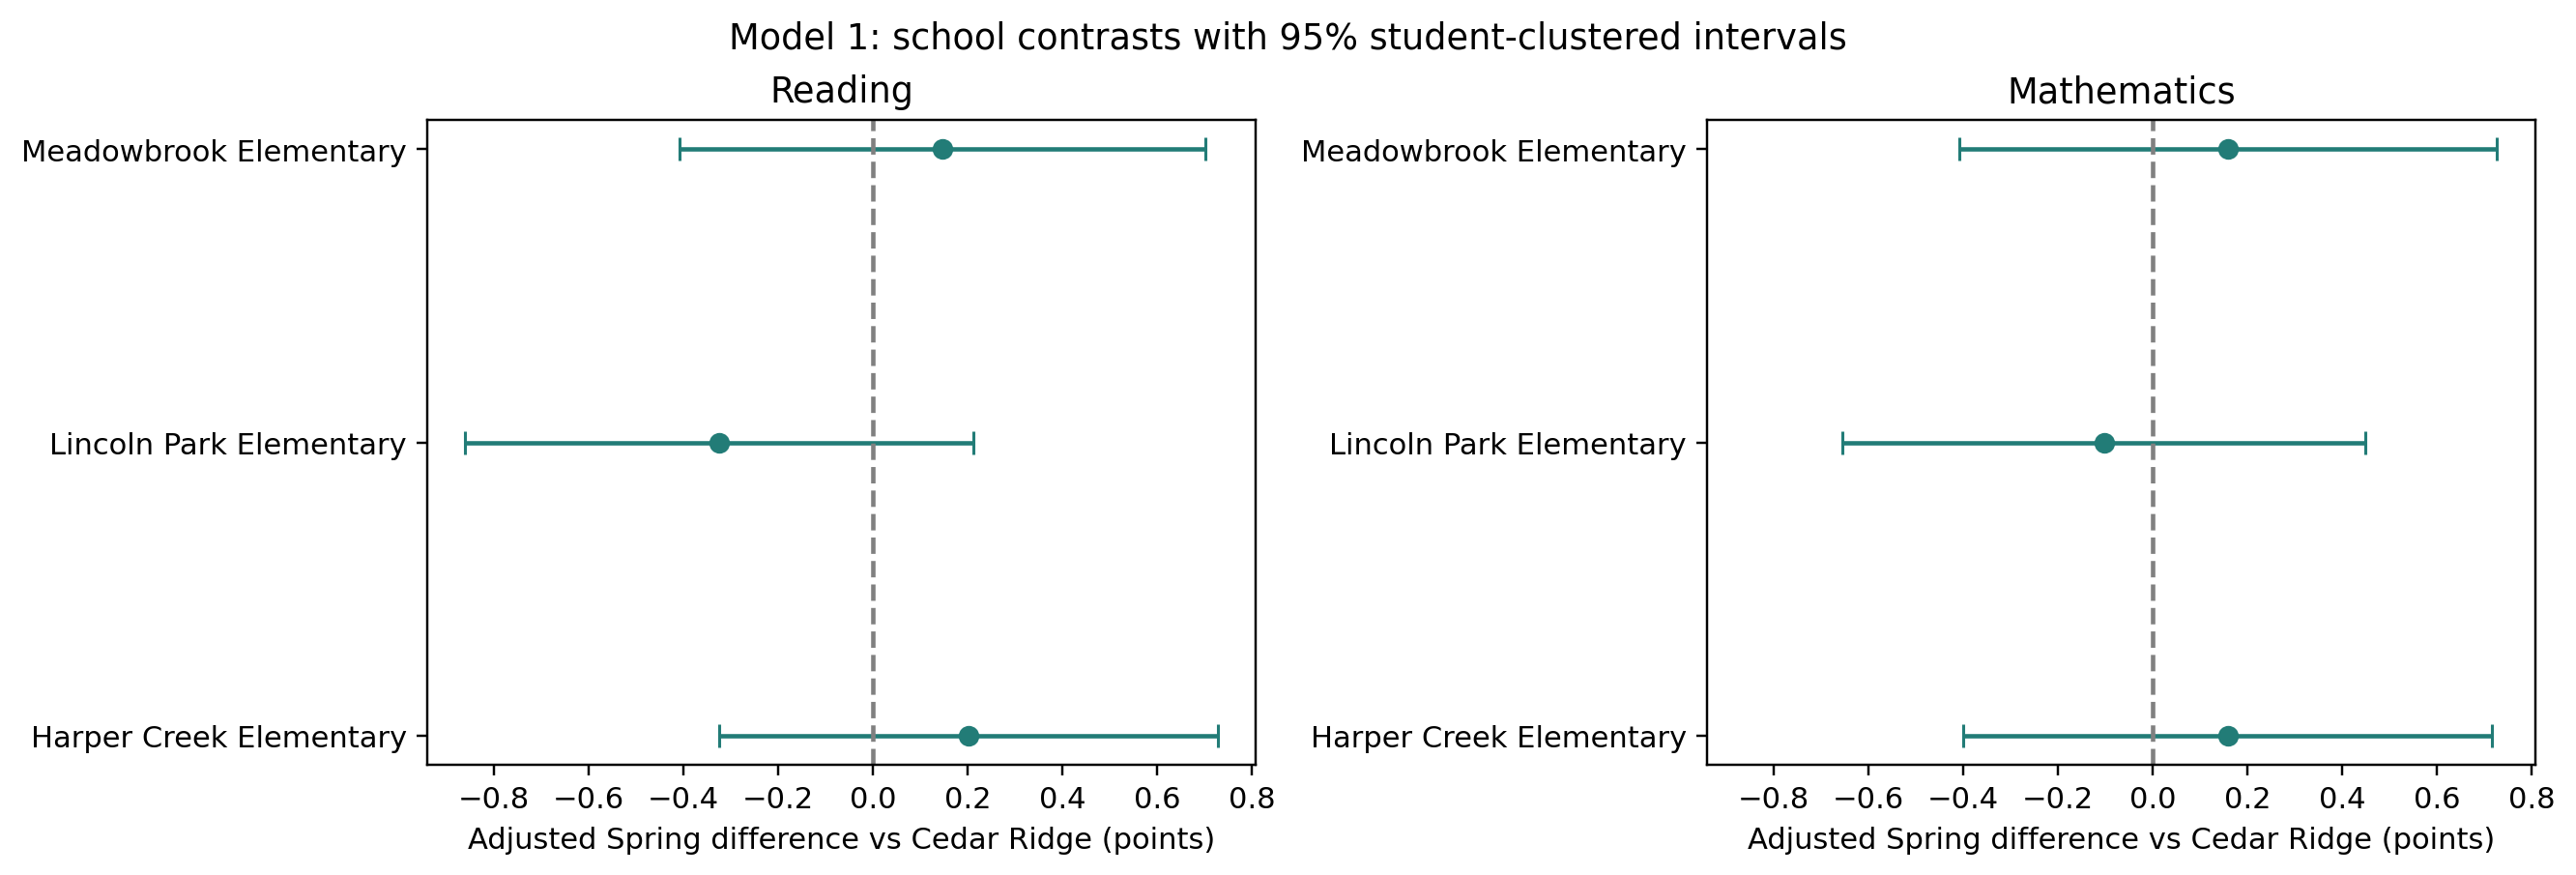 Model 1: school contrasts with 95% student-clustered intervals
Reading
Meadowbrook Elementary
Lincoln Park Elementary
Harper Creek Elementary
−0.8 −0.6 −0.4 −0.2 0.0 0.2 0.4 0.6 0.8
Adjusted Spring difference vs Cedar Ridge (points)
Mathematics
Meadowbrook Elementary
Lincoln Park Elementary
Harper Creek Elementary
−0.8 −0.6 −0.4 −0.2 0.0 0.2 0.4 0.6 0.8
Adjusted Spring difference vs Cedar Ridge (points)